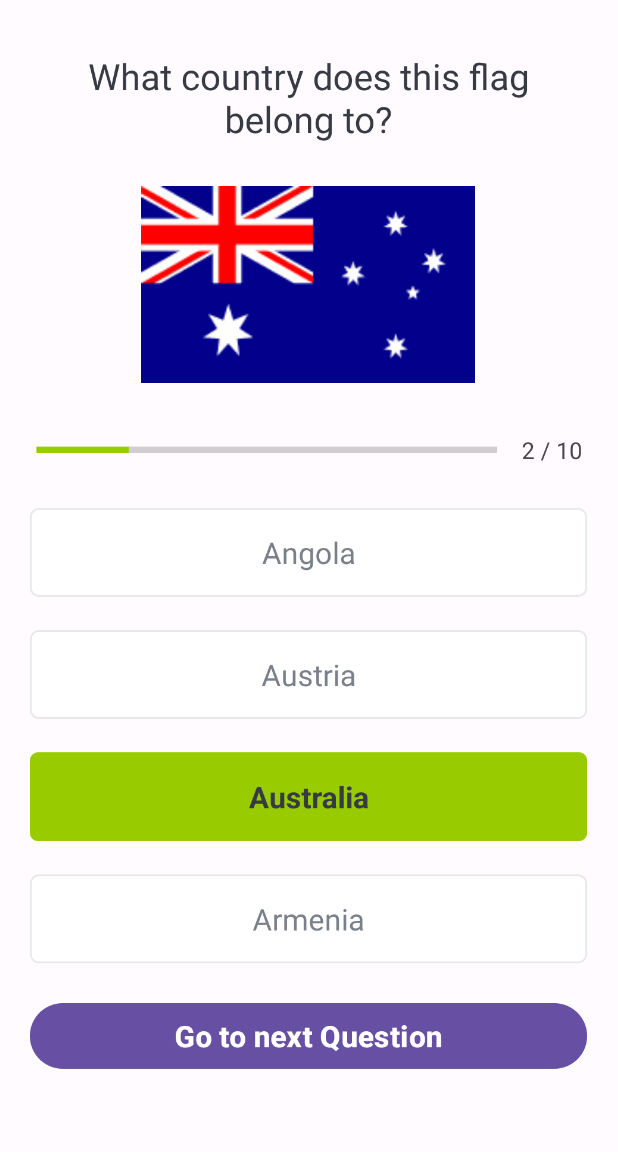 What country does this flag
belong to?
2 / 10
Angola
Austria
Australia
Armenia
Go to next Question